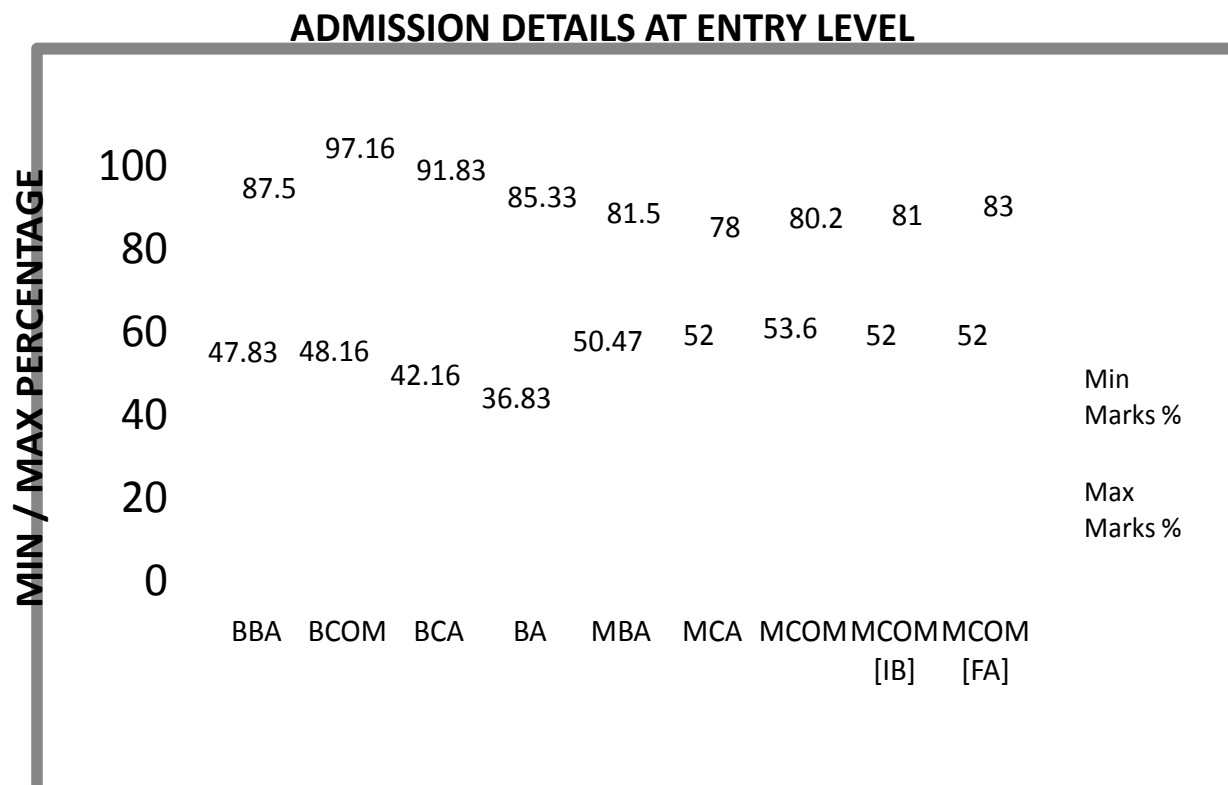 ADMISSION DETAILS AT ENTRY LEVEL
MIN / MAX PERCENTAGE
100
80
60
40
20
0
87.5
97.16
91.83
85.33
81.5
78
80.2
81
83
47.83
48.16
42.16
36.83
50.47
52
53.6
52
52
BBA
BCOM
BCA
BA
MBA
MCA
MCOM
MCOM
[IB]
MCOM
[FA]
Min
Marks %
Max
Marks %